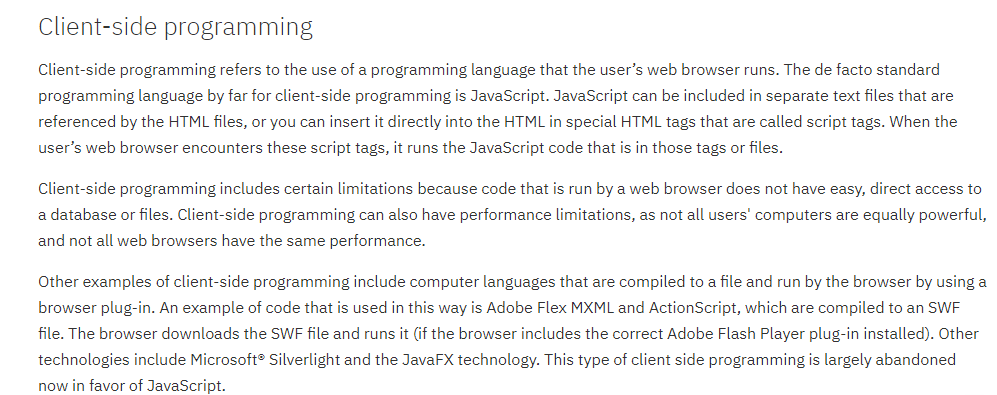 Client-side programming
Client-side programming refers to the use of a programming language that the user’s web browser runs. The de facto standard
programming language by far for client-side programming is JavaScript. JavaScript can be included in separate text files that are
referenced by the HTML files, or you can insert it directly into the HTML in special HTML tags that are called script tags. When the
user’s web browser encounters these script tags, it runs the JavaScript code that is in those tags or files.
Client-side programming includes certain limitations because code that is run by a web browser does not have easy, direct access to
a database or files. Client-side programming can also have performance limitations, as not all users' computers are equally powerful,
and not all web browsers have the same performance.
Other examples of client-side programming include computer languages that are compiled to a file and run by the browser by using a
browser plug-in. An example of code that is used in this way is Adobe Flex MXML and ActionScript, which are compiled to an SWF
file. The browser downloads the SWF file and runs it (if the browser includes the correct Adobe Flash Player plug-in installed). Other
technologies include Microsoft® Silverlight and the JavaFX technology. This type of client side programming is largely abandoned
now in favor of JavaScript.